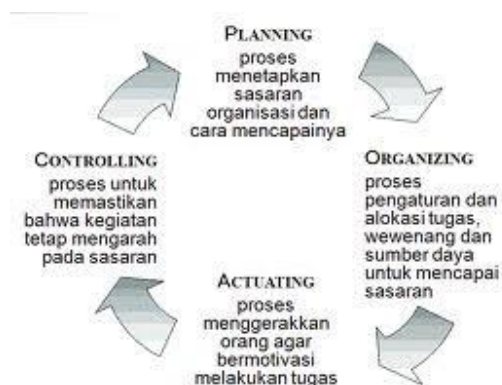 PLANNING
proses
menetapkan
sasaran
organisasi dan
cara mencapainya
ORGANIZING
proses
pengaturan dan
alokasi tugas,
wewenang dan
sumber daya
untuk mencapai
sasaran
ACTUATING
proses
menggerakkan
orang agar
bermotivasi
melakukan tugas
CONTROLLING
proses untuk
memastikan
bahwa kegiatan
tetap mengarah
pada sasaran